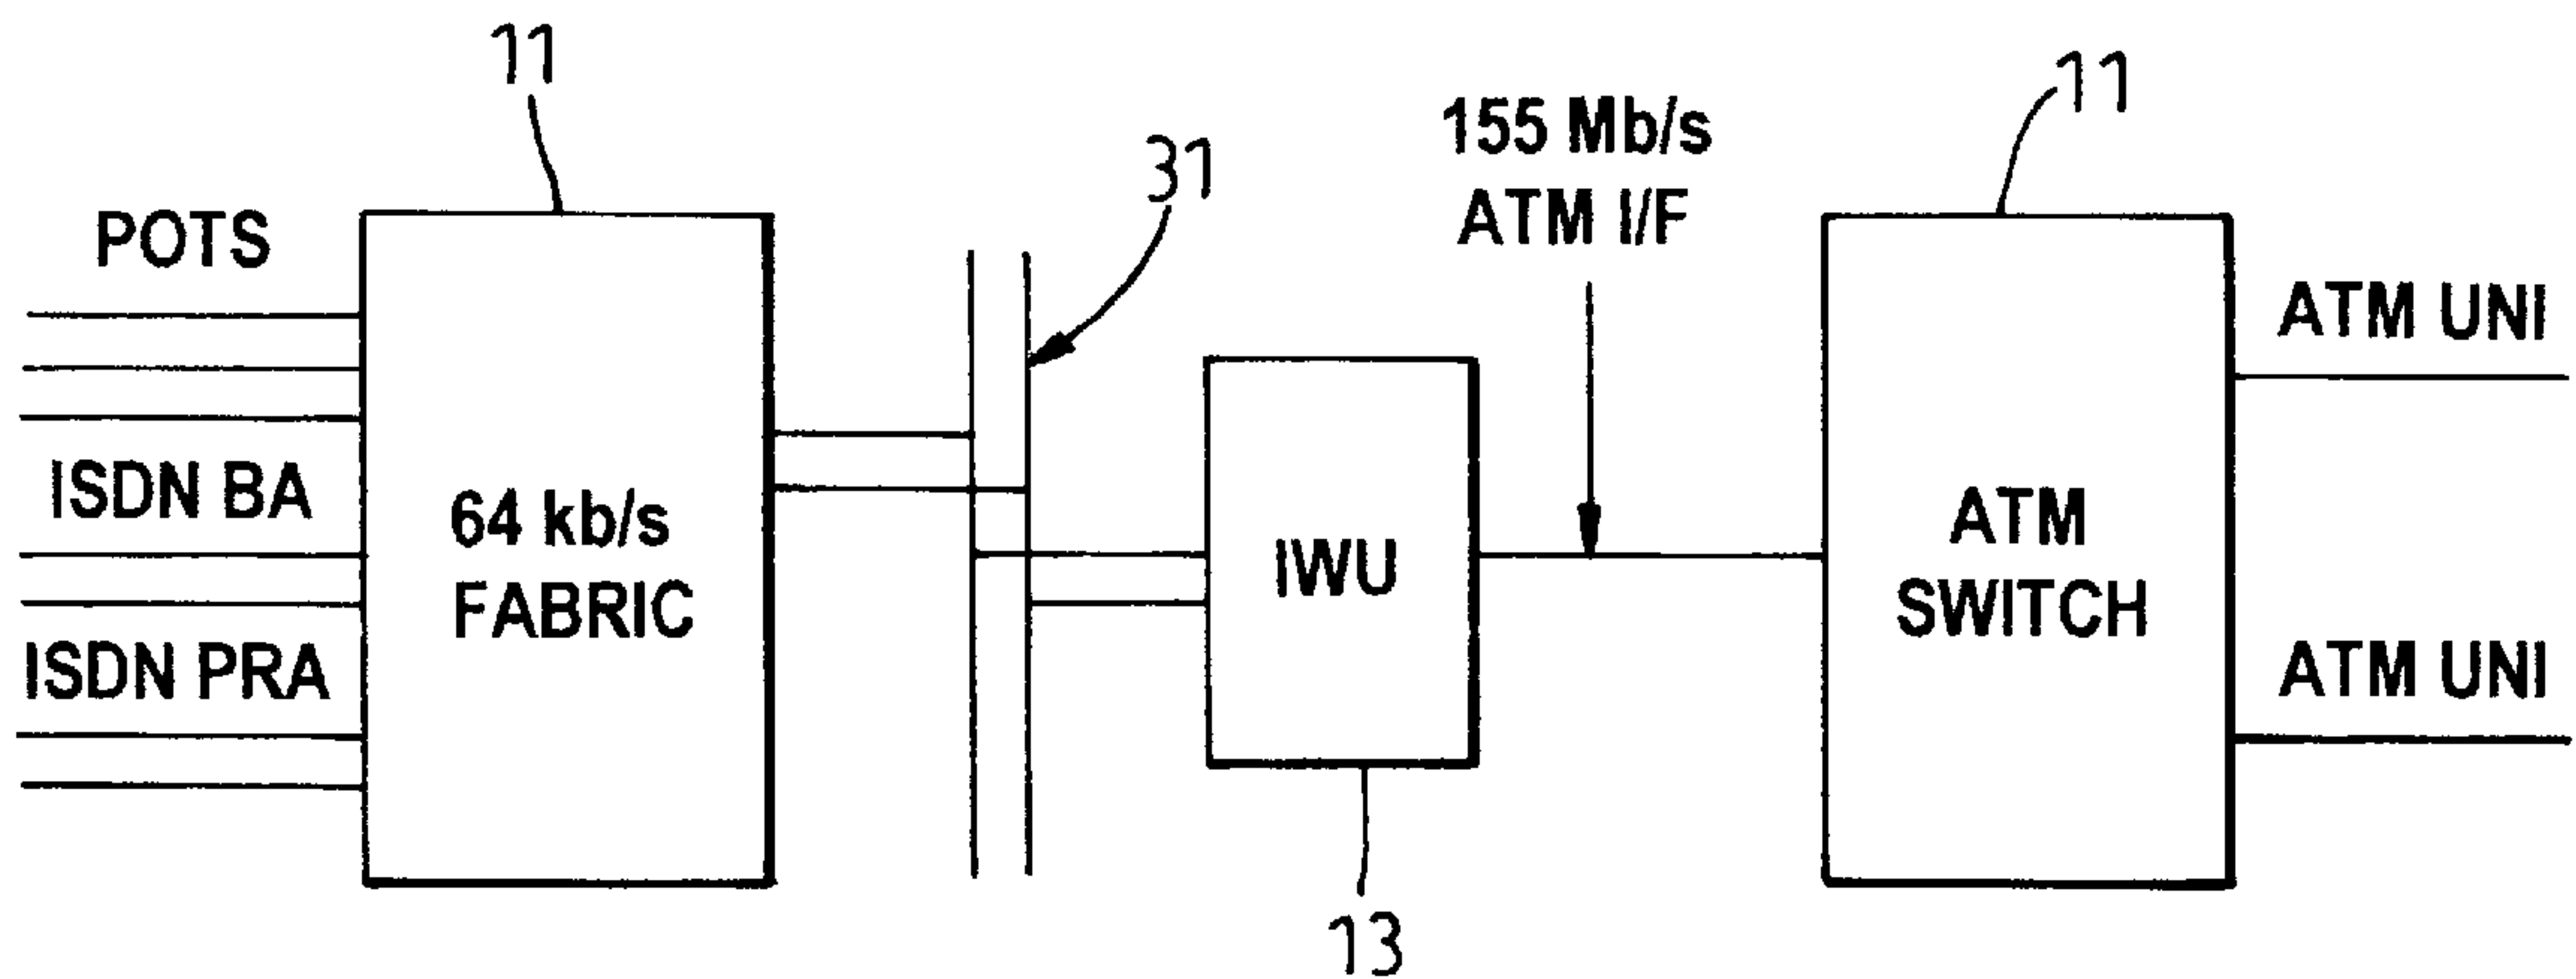 11
11
31
155 Mb/s
ATM I/F
POTS
ATM UNI
ISDN BA
64 kb/s
FABRIC
IWU
ATM
SWITCH
ISDN PRA
ATM UNI
13